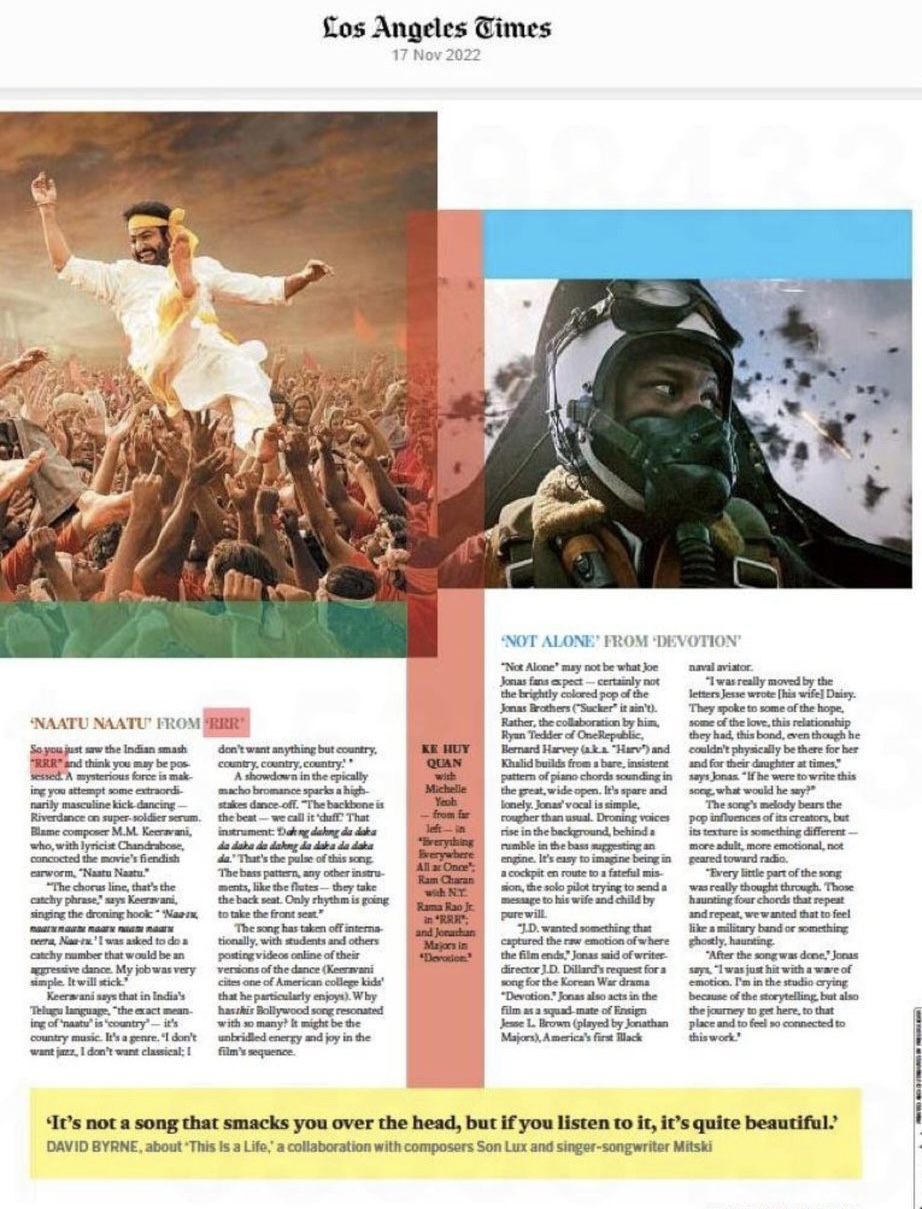 Los Angeles Times
17 Nov 2022
'NAATU NAATU' FROM 'RRR'
So you just saw the Indian smash
"RRR" and think you may be pos-
sessed. A mysterious force is mak-
ing you attempt some extraordi-
narily masculine kick-dancing —
Riverdance on super-soldier serum.
Blame composer M.M. Keeravani,
who, with lyricist Chandrabose,
concocted the movie's fiendish
earworm, "Naatu Naatu."
"The chorus line, that's the
catchy phrase," says Keeravani,
singing the droning hook: " 'Naa-tu,
naatu naatu naatu naatu naatu
neera, Naa-tu.' I was asked to do a
catchy number that would be an
aggressive dance. My job was very
simple. It will stick."
Keeravani says that in India's
Telugu language, "the exact mean-
ing of 'naatu' is 'country' — it's
country music. It's a genre. 'I don't
want jazz, I don't want classical; I
don't want anything but country,
country, country, country.' "
A showdown in the epically
macho bromance sparks a high-
stakes dance-off. "The backbone is
the beat — we call it 'duff.' That
instrument: 'Dahng dahng da daka
da daka da dahng da daka da daka
da.' That's the pulse of this song.
The bass pattern, any other instru-
ments, like the flutes — they take
the back seat. Only rhythm is going
to take the front seat."
The song has taken off interna-
tionally, with students and others
posting videos online of their
versions of the dance (Keeravani
cites one of American college kids'
that he particularly enjoys). Why
has this Bollywood song resonated
with so many? It might be the
unbridled energy and joy in the
film's sequence.
KE HUY
QUAN
with
Michelle
Yeoh
— from far
left — in
"Everything
Everywhere
All at Once";
Ram Charan
with N.T.
Rama Rao Jr.
in "RRR";
and Jonathan
Majors in
"Devotion."
'NOT ALONE' FROM 'DEVOTION'
"Not Alone" may not be what Joe
Jonas fans expect — certainly not
the brightly colored pop of the
Jonas Brothers ("Sucker" it ain't).
Rather, the collaboration by him,
Ryan Tedder of OneRepublic,
Bernard Harvey (a.k.a. "Harv") and
Khalid builds from a bare, insistent
pattern of piano chords sounding in
the great, wide open. It's spare and
lonely. Jonas' vocal is simple,
rougher than usual. Droning voices
rise in the background, behind a
rumble in the bass suggesting an
engine. It's easy to imagine being in
a cockpit en route to a fateful mis-
sion, the solo pilot trying to send a
message to his wife and child by
pure will.
"J.D. wanted something that
captured the raw emotion of where
the film ends," Jonas said of writer-
director J.D. Dillard's request for a
song for the Korean War drama
"Devotion." Jonas also acts in the
film as a squad-mate of Ensign
Jesse L. Brown (played by Jonathan
Majors), America's first Black
naval aviator.
"I was really moved by the
letters Jesse wrote [his wife] Daisy.
They spoke to some of the hope,
some of the love, this relationship
they had, this bond, even though he
couldn't physically be there for her
and for their daughter at times,"
says Jonas. "If he were to write this
song, what would he say?"
The song's melody bears the
pop influences of its creators, but
its texture is something different —
more adult, more emotional, not
geared toward radio.
"Every little part of the song
was really thought through. Those
haunting four chords that repeat
and repeat, we wanted that to feel
like a military band or something
ghostly, haunting.
"After the song was done," Jonas
says, "I was just hit with a wave of
emotion. I'm in the studio crying
because of the storytelling, but also
the journey to get here, to that
place and to feel so connected to
this work."
'It's not a song that smacks you over the head, but if you listen to it, it's quite beautiful.'
DAVID BYRNE, about 'This Is a Life,' a collaboration with composers Son Lux and singer-songwriter Mitski